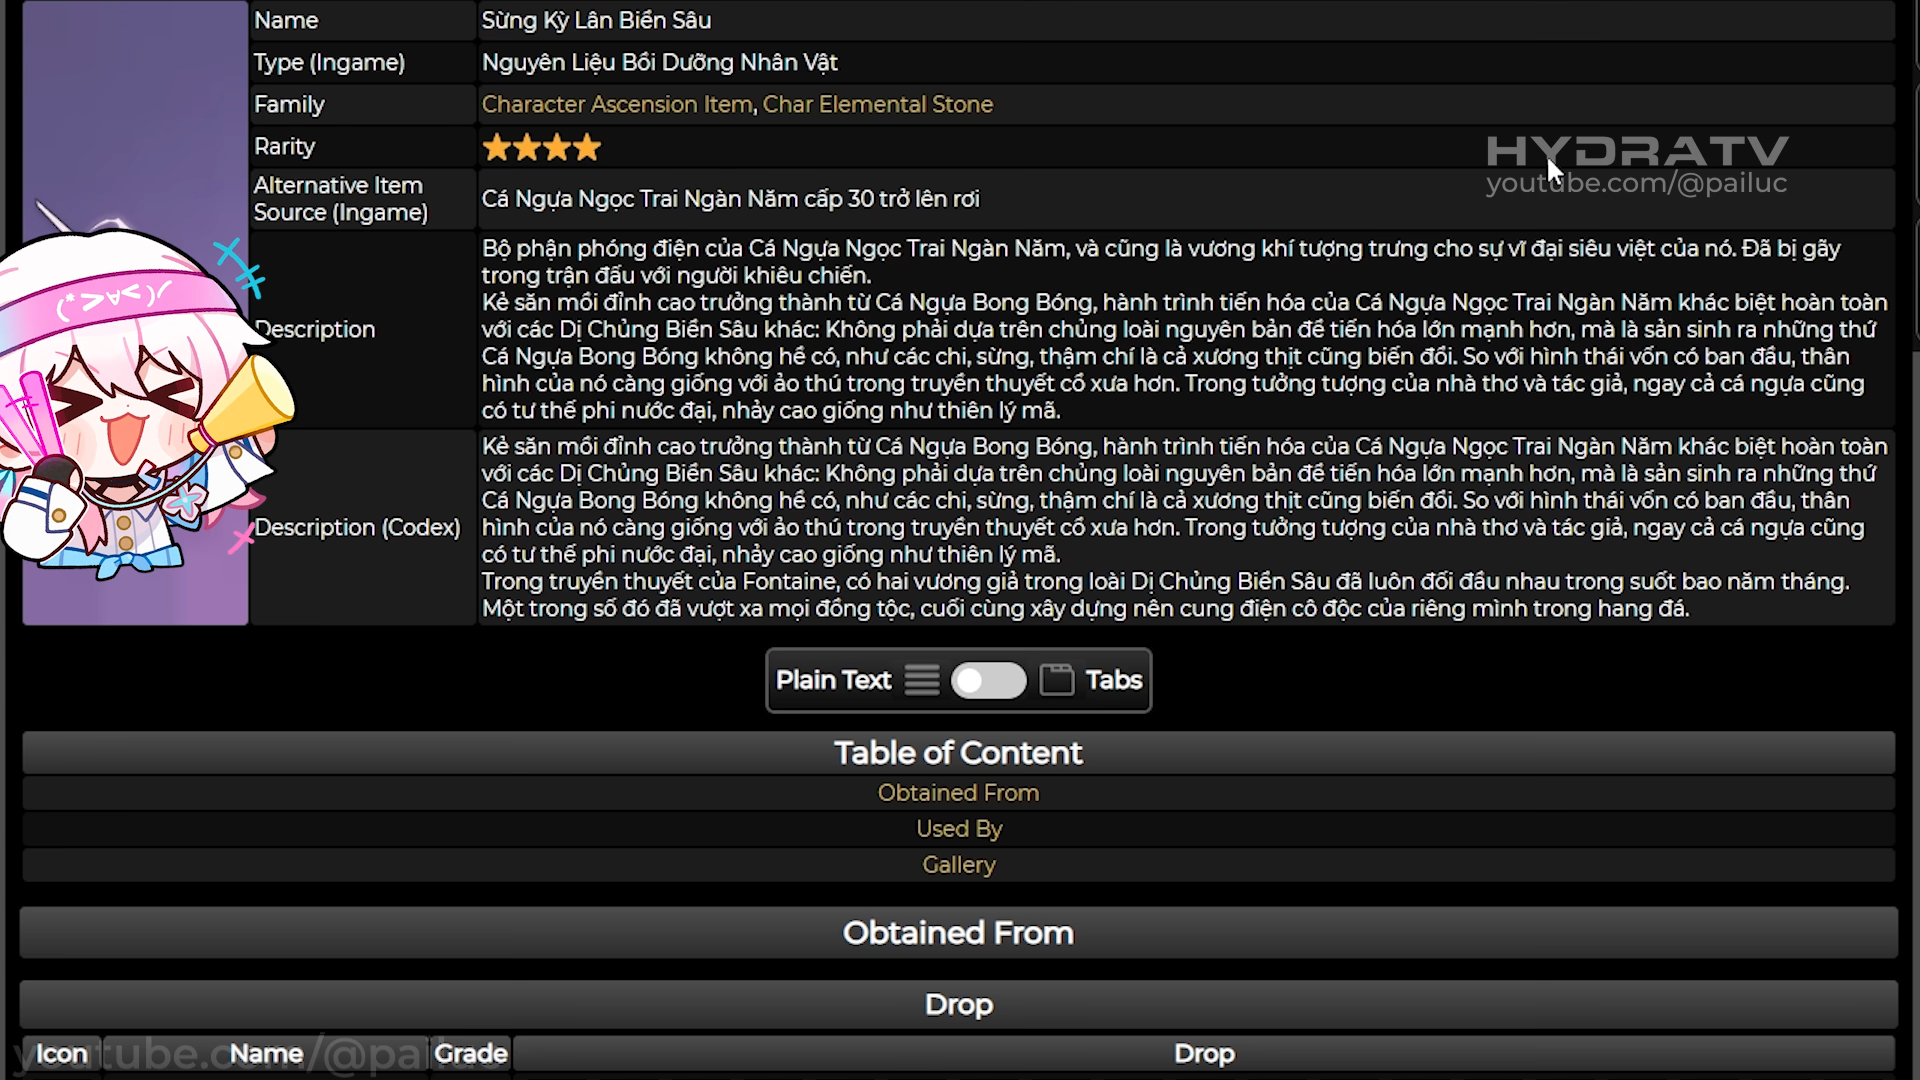 Name Sừng Kỳ Lân Biển Sâu
Type (Ingame) Nguyên Liệu Bồi Dưỡng Nhân Vật
Family Character Ascension Item, Char Elemental Stone
Rarity
HYDRATV
youtube.com/@pailuc
Alternative Item
Source (Ingame)
Cá Ngựa Ngọc Trai Ngàn Năm cấp 30 trở lên rơi
Description
Bộ phận phóng điện của Cá Ngựa Ngọc Trai Ngàn Năm, và cũng là vương khí tượng trưng cho sự vĩ đại siêu việt của nó. Đã bị gãy
trong trận đấu với người khiêu chiến.
Kẻ săn mồi đỉnh cao trưởng thành từ Cá Ngựa Bong Bóng, hành trình tiến hóa của Cá Ngựa Ngọc Trai Ngàn Năm khác biệt hoàn toàn
với các Dị Chủng Biển Sâu khác: Không phải dựa trên chủng loài nguyên bản để tiến hóa lớn mạnh hơn, mà là sản sinh ra những thứ
Cá Ngựa Bong Bóng không hề có, như các chi, sừng, thậm chí là cả xương thịt cũng biến đổi. So với hình thái vốn có ban đầu, thân
hình của nó càng giống với ảo thú trong truyền thuyết cổ xưa hơn. Trong tưởng tượng của nhà thơ và tác giả, ngay cả cá ngựa cũng
có tư thế phi nước đại, nhảy cao giống như thiên lý mã.
Description (Codex)
Kẻ săn mồi đỉnh cao trưởng thành từ Cá Ngựa Bong Bóng, hành trình tiến hóa của Cá Ngựa Ngọc Trai Ngàn Năm khác biệt hoàn toàn
với các Dị Chủng Biển Sâu khác: Không phải dựa trên chủng loài nguyên bản để tiến hóa lớn mạnh hơn, mà là sản sinh ra những thứ
Cá Ngựa Bong Bóng không hề có, như các chi, sừng, thậm chí là cả xương thịt cũng biến đổi. So với hình thái vốn có ban đầu, thân
hình của nó càng giống với ảo thú trong truyền thuyết cổ xưa hơn. Trong tưởng tượng của nhà thơ và tác giả, ngay cả cá ngựa cũng
có tư thế phi nước đại, nhảy cao giống như thiên lý mã.
Trong truyền thuyết của Fontaine, có hai vương giả trong loài Dị Chủng Biển Sâu đã luôn đối đầu nhau trong suốt bao năm tháng.
Một trong số đó đã vượt xa mọi đồng tộc, cuối cùng xây dựng nên cung điện cô độc của riêng mình trong hang đá.
Plain Text Tabs
Table of Content
Obtained From
Used By
Gallery
Obtained From
Drop
Icon Name Grade Drop
youtube.com/@pailuc